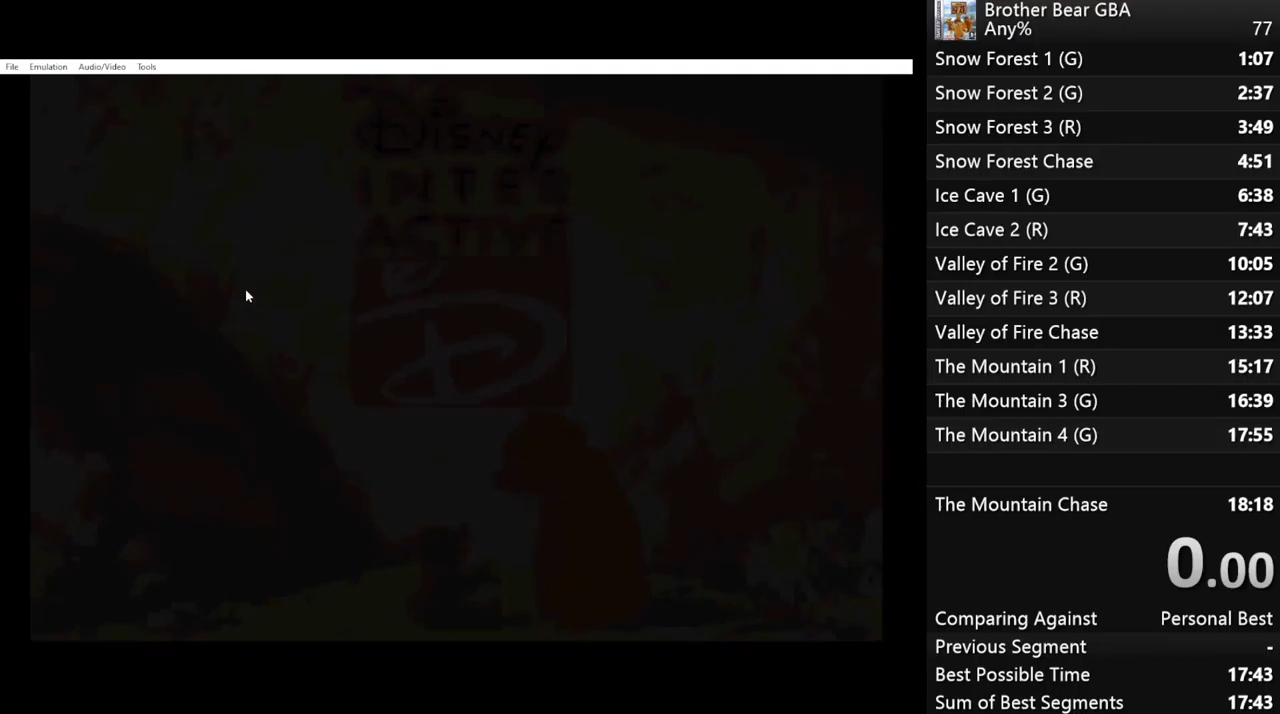 Brother Bear GBA
Any% 77
File Emulation Audio/Video Tools
DISNEY
INTER
ACTIVE
Snow Forest 1 (G) 1:07
Snow Forest 2 (G) 2:37
Snow Forest 3 (R) 3:49
Snow Forest Chase 4:51
Ice Cave 1 (G) 6:38
Ice Cave 2 (R) 7:43
Valley of Fire 2 (G) 10:05
Valley of Fire 3 (R) 12:07
Valley of Fire Chase 13:33
The Mountain 1 (R) 15:17
The Mountain 3 (G) 16:39
The Mountain 4 (G) 17:55
The Mountain Chase 18:18
0.00
Comparing Against Personal Best
Previous Segment -
Best Possible Time 17:43
Sum of Best Segments 17:43